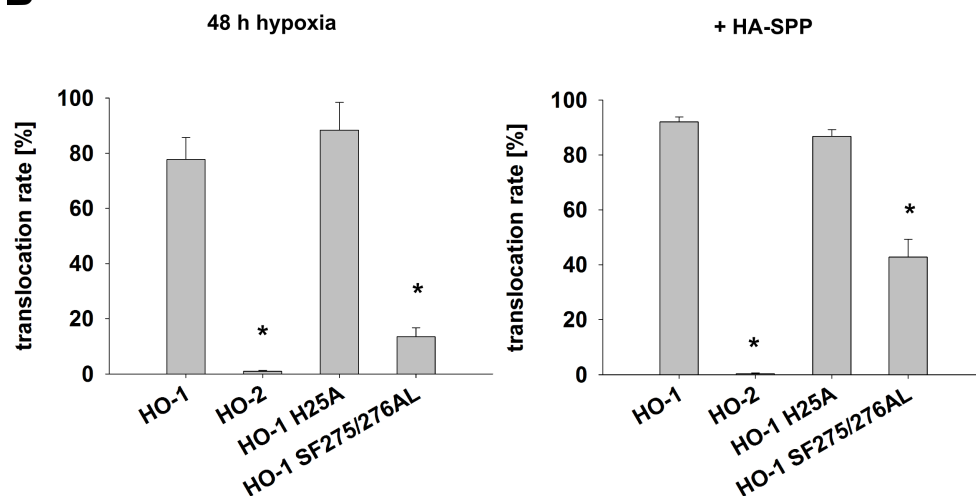 B
48 h hypoxia
translocation rate [%]
100
80
60
40
20
0
*
*
HO-1
HO-2
HO-1 H25A
HO-1 SF275/276AL
+ HA-SPP
translocation rate [%]
100
80
60
40
20
0
*
*
HO-1
HO-2
HO-1 H25A
HO-1 SF275/276AL